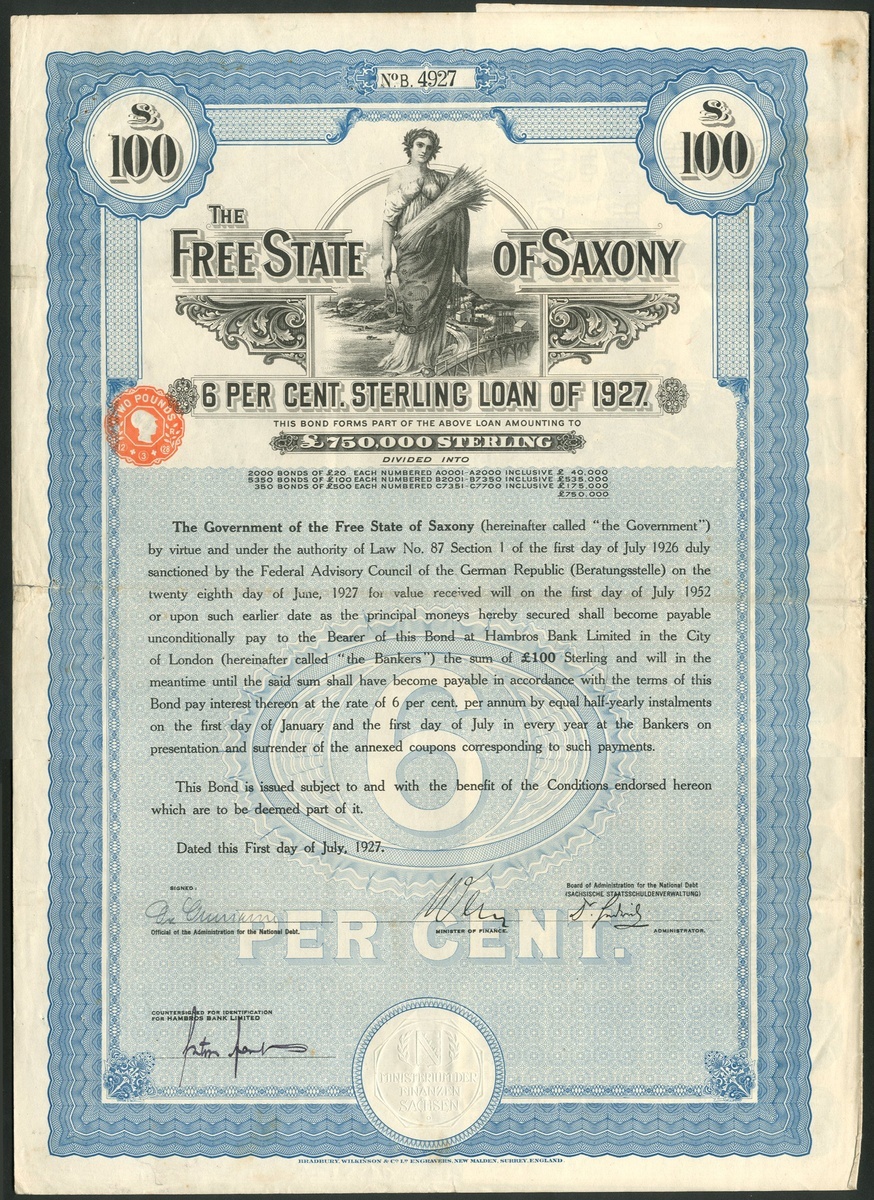 No B. 4927
£ 100
£ 100
THE
FREE STATE OF SAXONY
6 PER CENT. STERLING LOAN OF 1927.
TWO POUNDS
THIS BOND FORMS PART OF THE ABOVE LOAN AMOUNTING TO
£750.000 STERLING
DIVIDED INTO
2000 BONDS OF £20 EACH NUMBERED A0001-A2000 INCLUSIVE £ 40.000
5350 BONDS OF £100 EACH NUMBERED B2001-B7350 INCLUSIVE £535.000
350 BONDS OF £500 EACH NUMBERED C7351-C7700 INCLUSIVE £175.000
£750.000
The Government of the Free State of Saxony (hereinafter called “the Government”)
by virtue and under the authority of Law No. 87 Section 1 of the first day of July 1926 duly
sanctioned by the Federal Advisory Council of the German Republic (Beratungsstelle) on the
twenty eighth day of June, 1927 for value received will on the first day of July 1952
or upon such earlier date as the principal moneys hereby secured shall become payable
unconditionally pay to the Bearer of this Bond at Hambros Bank Limited in the City
of London (hereinafter called “the Bankers”) the sum of £100 Sterling and will in the
meantime until the said sum shall have become payable in accordance with the terms of this
Bond pay interest thereon at the rate of 6 per cent. per annum by equal half-yearly instalments
on the first day of January and the first day of July in every year at the Bankers on
presentation and surrender of the annexed coupons corresponding to such payments.
6
This Bond is issued subject to and with the benefit of the Conditions endorsed hereon
which are to be deemed part of it.
Dated this First day of July, 1927.
SIGNED:
Board of Administration for the National Debt
(SACHSISCHE STAATSSCHULDENVERWALTUNG)
Official of the Administration for the National Debt.
MINISTER OF FINANCE.
ADMINISTRATOR.
PER CENT.
COUNTERSIGNED FOR IDENTIFICATION
FOR HAMBROS BANK LIMITED
MINISTERIUM DER
FINANZEN
SACHSEN
BRADBURY, WILKINSON & Co. Ld. ENGRAVERS, NEW MALDEN, SURREY, ENGLAND.